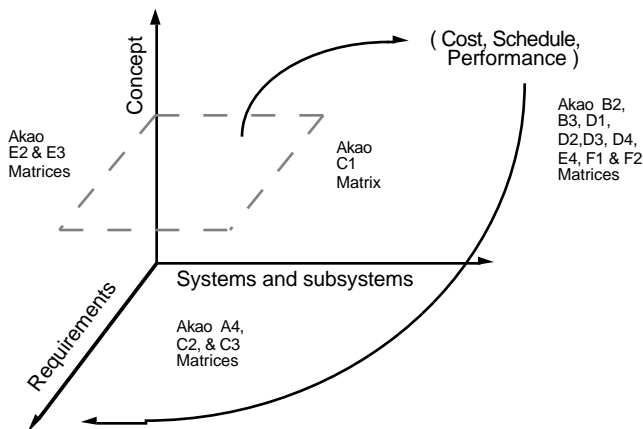 Concept
( Cost, Schedule,
Performance )
Akao
E2 & E3
Matrices
Akao
C1
Matrix
Akao B2,
B3, D1,
D2,D3, D4,
E4, F1 & F2
Matrices
Systems and subsystems
Requirements
Akao A4,
C2, & C3
Matrices